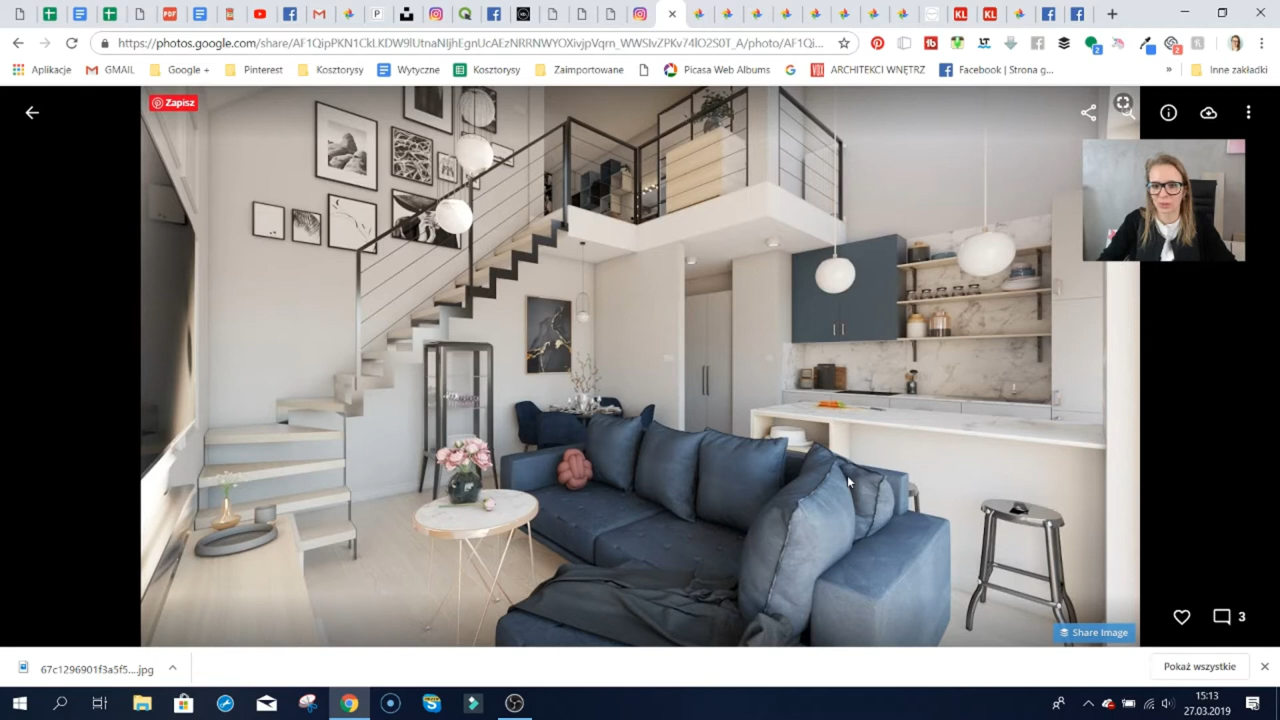 https://photos.google.com/share/AF1QipPKN1CkLKDW9lUtnaNljhEgnUcAEzNRRNWYOXivjpVqrn_WWSlvZPKv74lO2S0T_A/photo/AF1Qi...
Aplikacje GMAIL Google + Pinterest Kosztorysy Wytyczne Kosztorysy Zaimportowane Picasa Web Albums ARCHITEKCI WNĘTRZ Facebook | Strona g... » Inne zakładki
Zapisz
3
Share Image
67c1296901f3a5f5....jpg
Pokaż wszystkie
15:13
27.03.2019